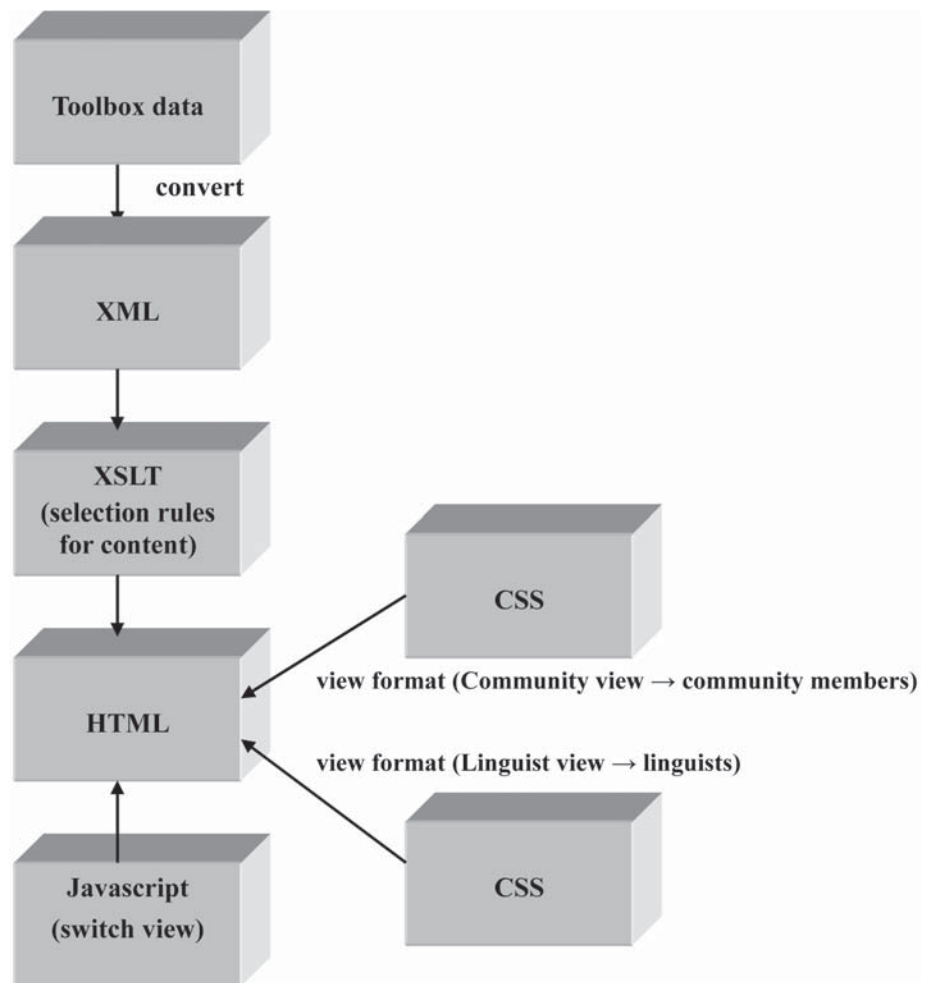 Toolbox data
convert
XML
XSLT
(selection rules
for content)
CSS
view format (Community view → community members)
HTML
view format (Linguist view → linguists)
CSS
Javascript
(switch view)